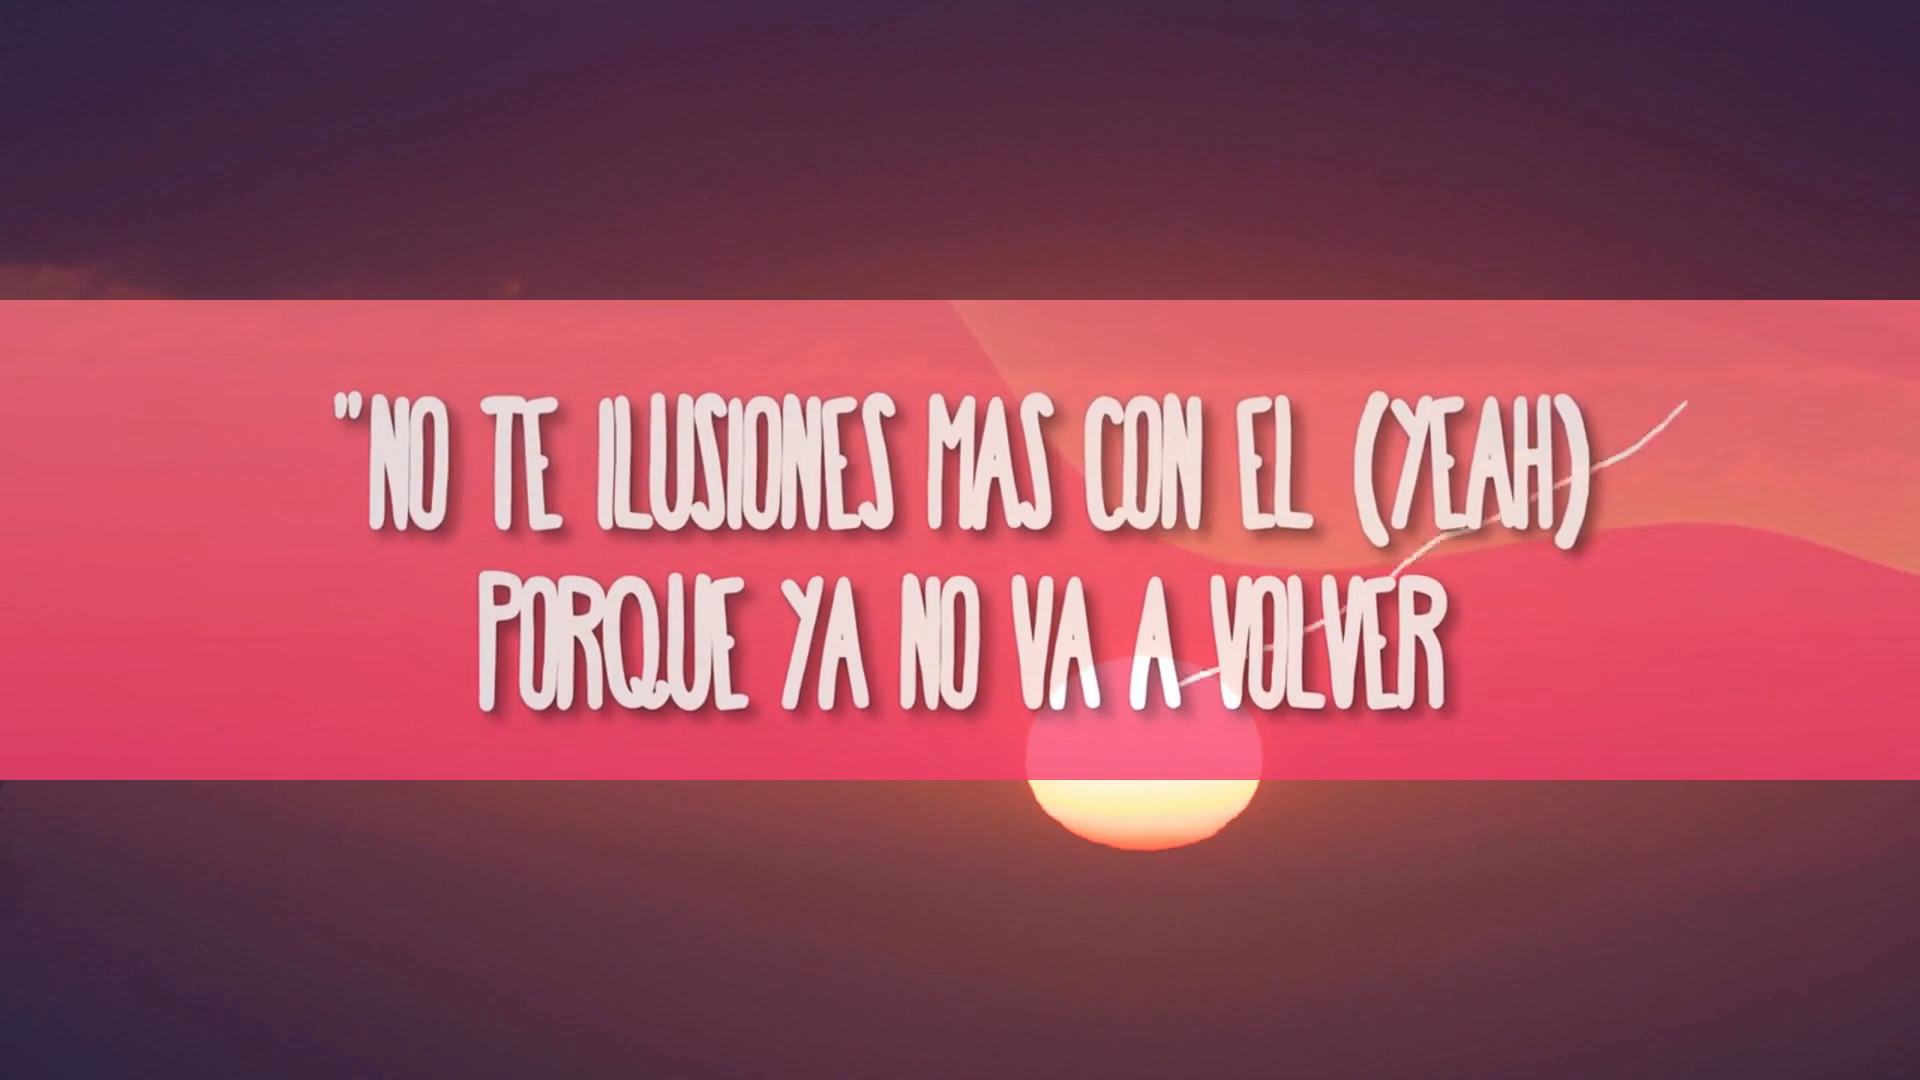 "NO TE ILUSIONES MAS CON EL (YEAH)
PORQUE YA NO VA A VOLVER